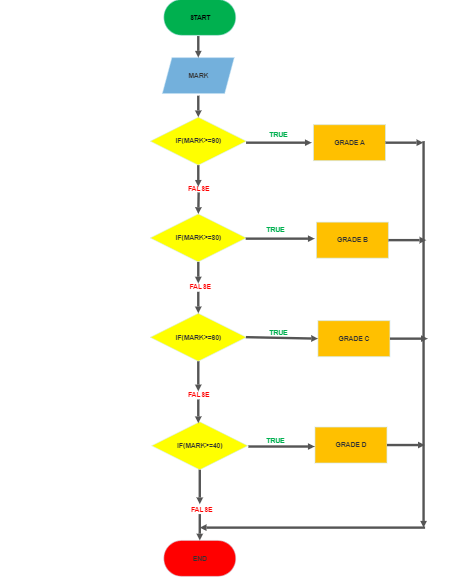 START
MARK
IF(MARK>=90)
TRUE
GRADE A
FALSE
IF(MARK>=80)
TRUE
GRADE B
FALSE
IF(MARK>=60)
TRUE
GRADE C
FALSE
IF(MARK>=40)
TRUE
GRADE D
FALSE
END